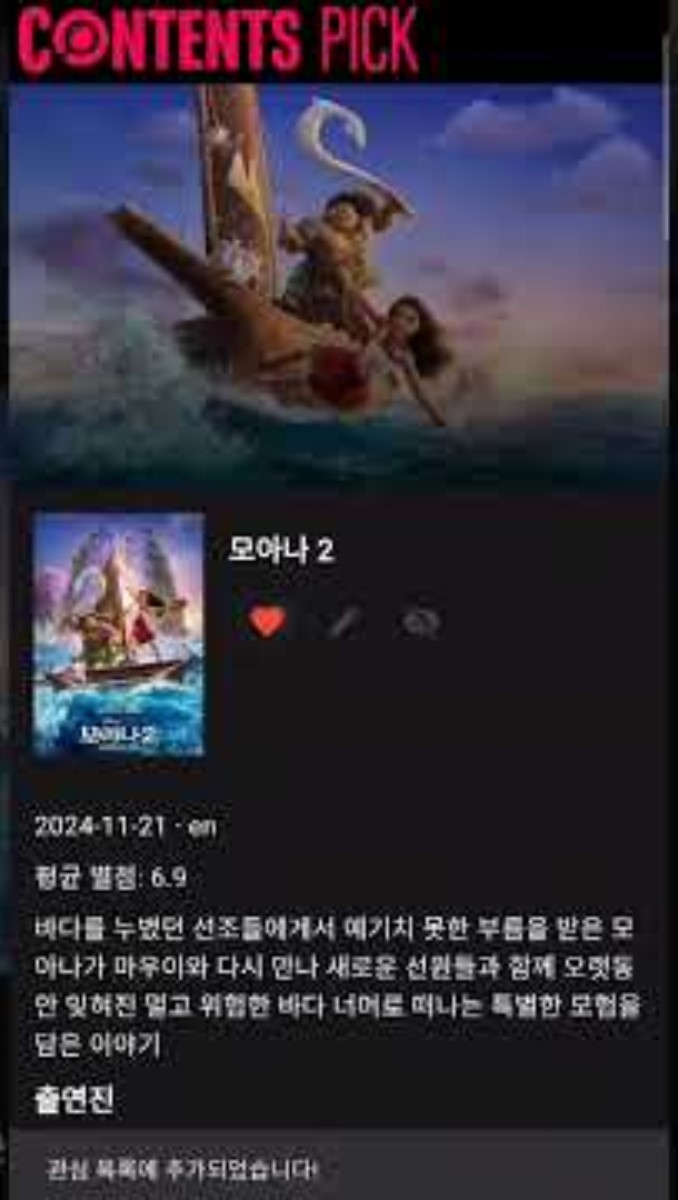 CONTENTS PICK
모아나 2
모아나2
2024-11-21 · en
평균 별점: 6.9
바다를 누볐던 선조들에게서 예기치 못한 부름을 받은 모
아나가 마우이와 다시 만나 새로운 선원들과 함께 오랫동
안 잊혀진 멀고 위험한 바다 너머로 떠나는 특별한 모험을
담은 이야기
출연진
관심 목록에 추가되었습니다!